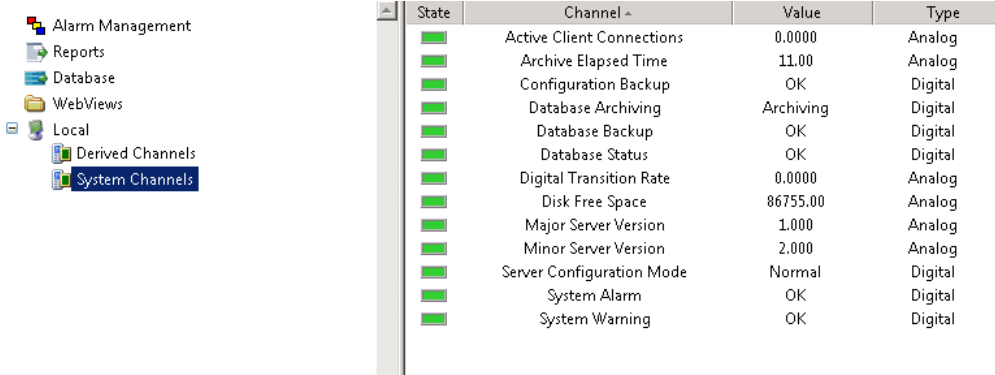 Alarm Management
Reports
Database
WebViews
Local
Derived Channels
System Channels
State Channel Value Type
Active Client Connections 0.0000 Analog
Archive Elapsed Time 11.00 Analog
Configuration Backup OK Digital
Database Archiving Archiving Digital
Database Backup OK Digital
Database Status OK Digital
Digital Transition Rate 0.0000 Analog
Disk Free Space 86755.00 Analog
Major Server Version 1.000 Analog
Minor Server Version 2.000 Analog
Server Configuration Mode Normal Digital
System Alarm OK Digital
System Warning OK Digital